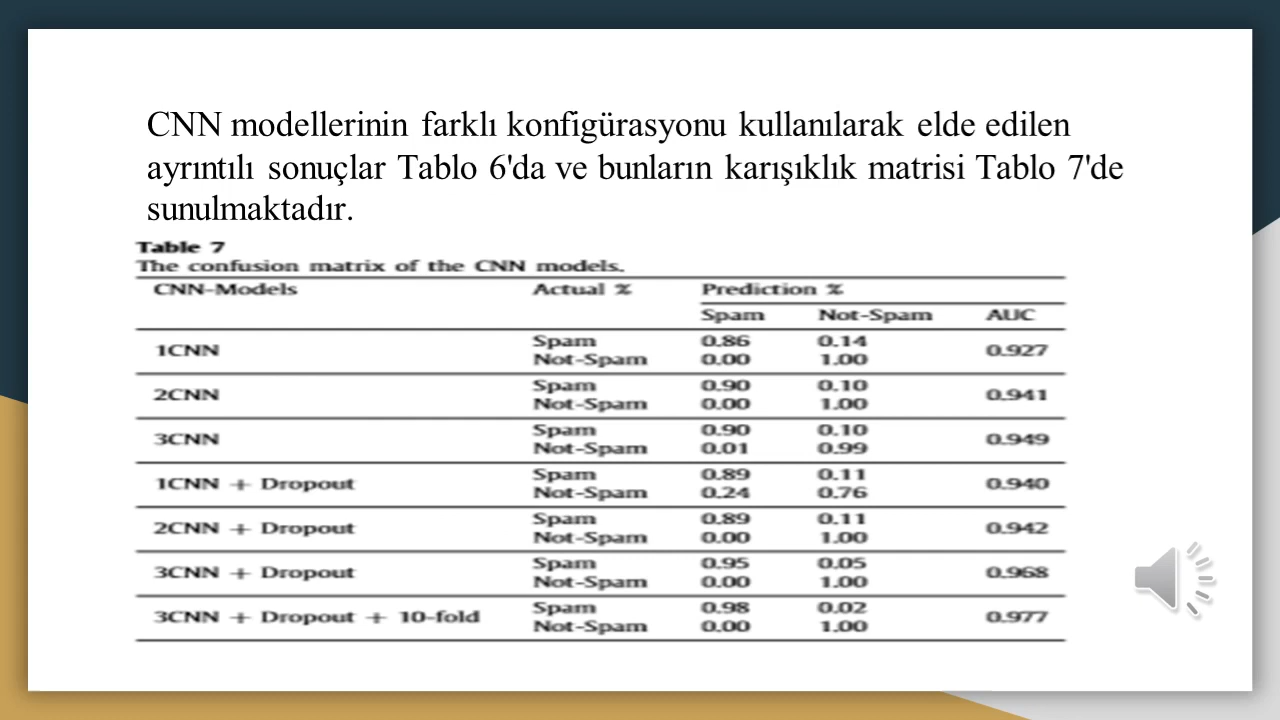 CNN modellerinin farklı konfigürasyonu kullanılarak elde edilen
ayrıntılı sonuçlar Tablo 6'da ve bunların karışıklık matrisi Tablo 7'de
sunulmaktadır.
Table 7
The confusion matrix of the CNN models.
CNN-Models Actual % Prediction %
Spam Not-Spam AUC
1CNN Spam 0.86 0.14 0.927
Not-Spam 0.00 1.00
2CNN Spam 0.90 0.10 0.941
Not-Spam 0.00 1.00
3CNN Spam 0.90 0.10 0.949
Not-Spam 0.01 0.99
1CNN + Dropout Spam 0.89 0.11 0.940
Not-Spam 0.24 0.76
2CNN + Dropout Spam 0.89 0.11 0.942
Not-Spam 0.00 1.00
3CNN + Dropout Spam 0.95 0.05 0.968
Not-Spam 0.00 1.00
3CNN + Dropout + 10-fold Spam 0.98 0.02 0.977
Not-Spam 0.00 1.00